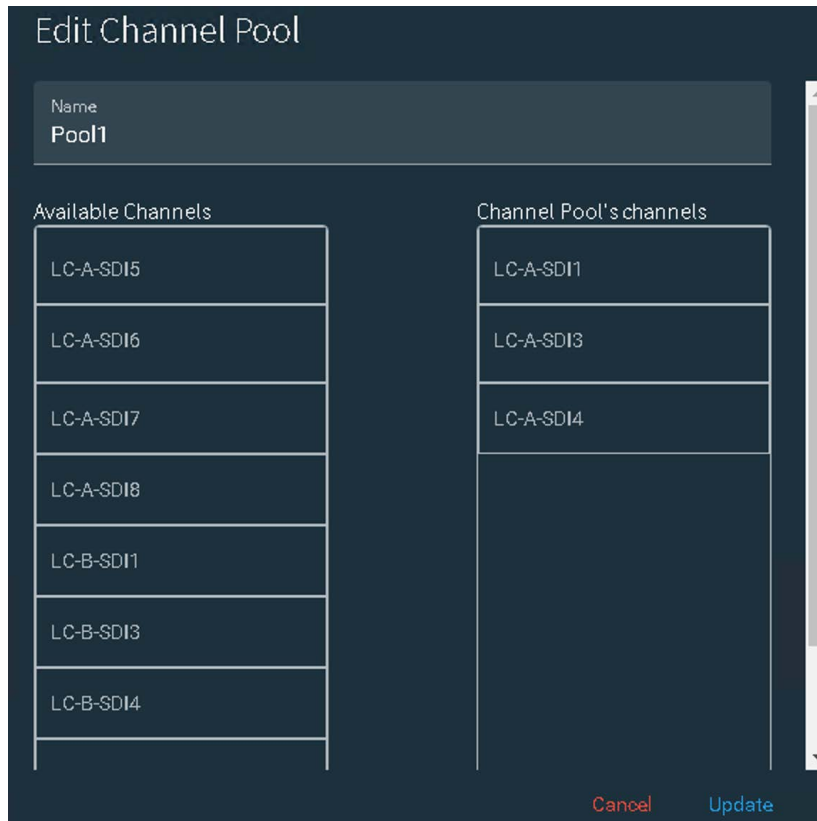 Edit Channel Pool
Name
Pool1
Available Channels
LC-A-SDI5
LC-A-SDI6
LC-A-SDI7
LC-A-SDI8
LC-B-SDI1
LC-B-SDI3
LC-B-SDI4
Channel Pool's channels
LC-A-SDI1
LC-A-SDI3
LC-A-SDI4
Cancel
Update